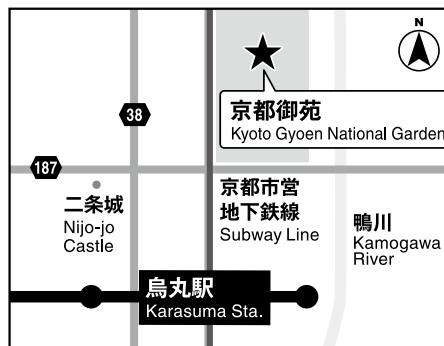 N
京都御苑
Kyoto Gyoen National Garden
38
187
二条城
Nijo-jo
Castle
京都市営
地下鉄線
Subway Line
鴨川
Kamogawa
River
烏丸駅
Karasuma Sta.